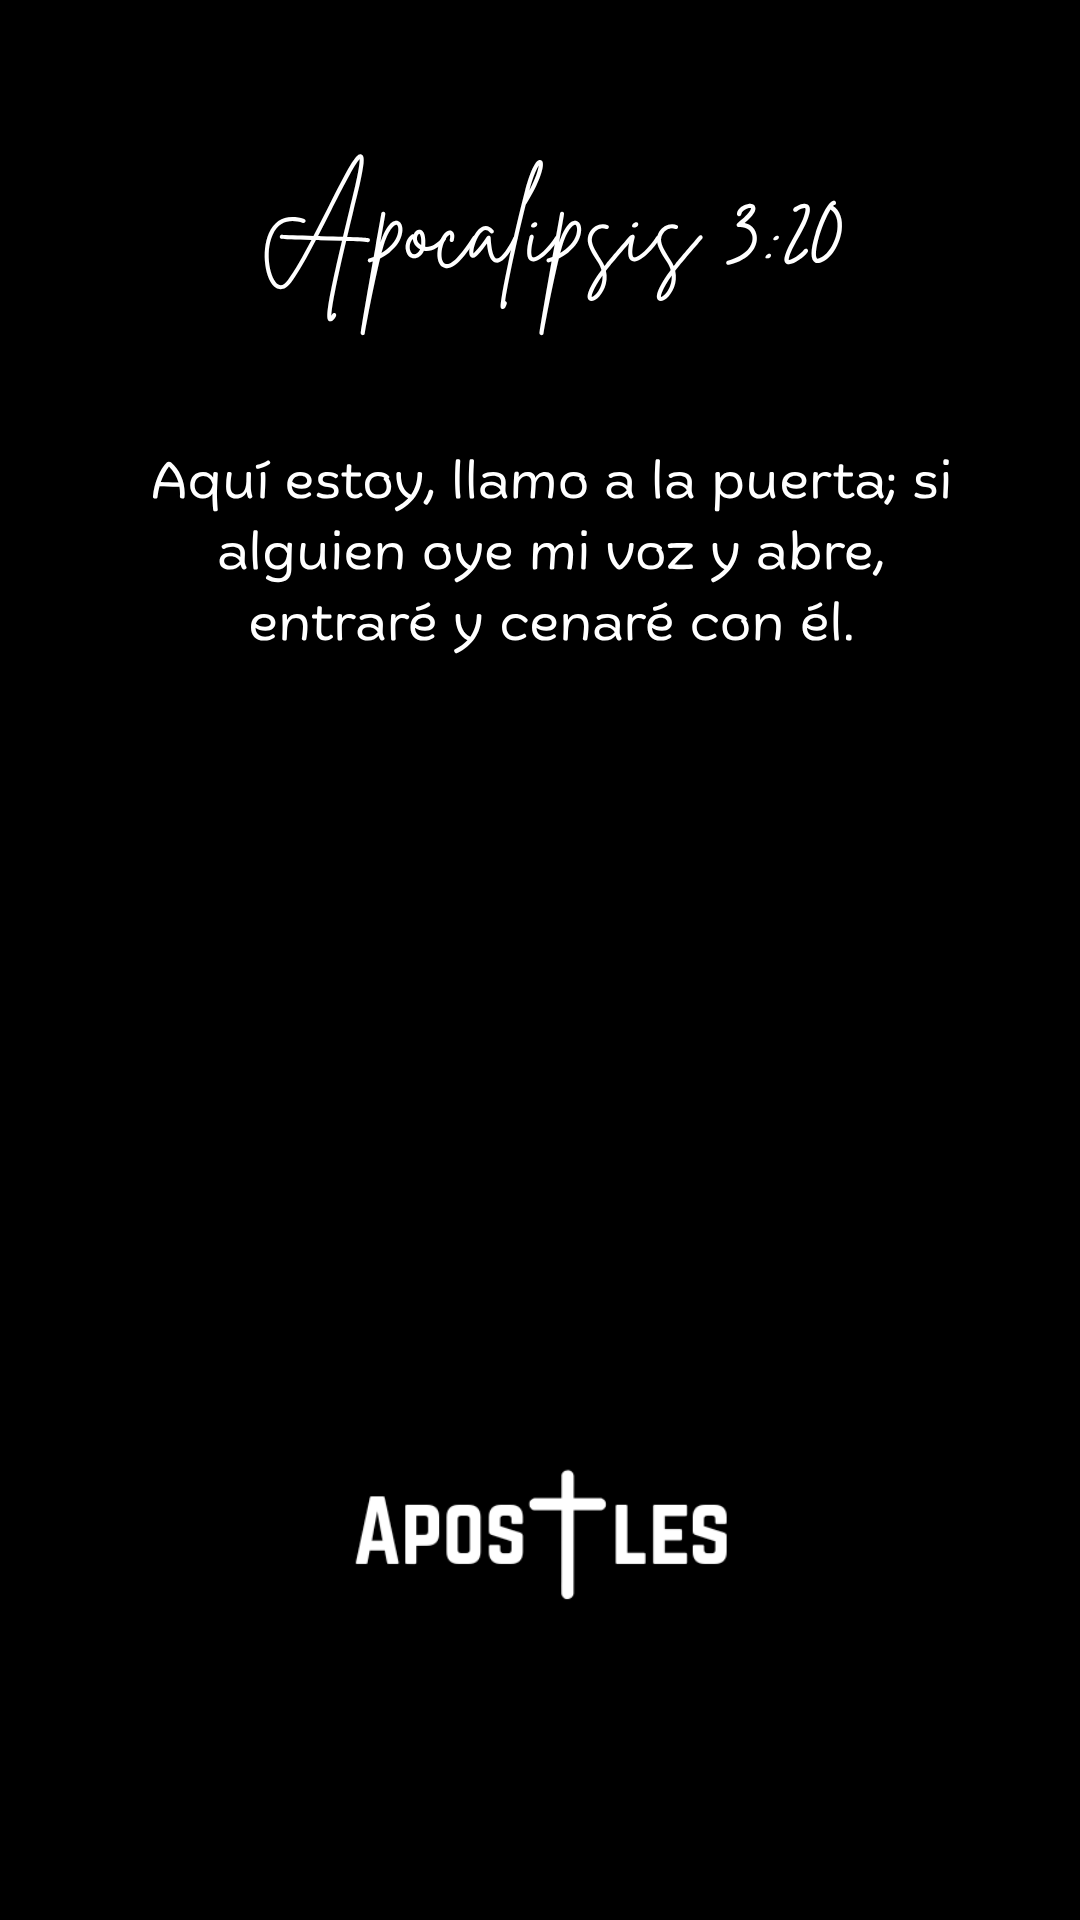 Apocalipsis 3:20
Aquí estoy, llamo a la puerta; si
alguien oye mi voz y abre,
entraré y cenaré con él.
APOSTLES